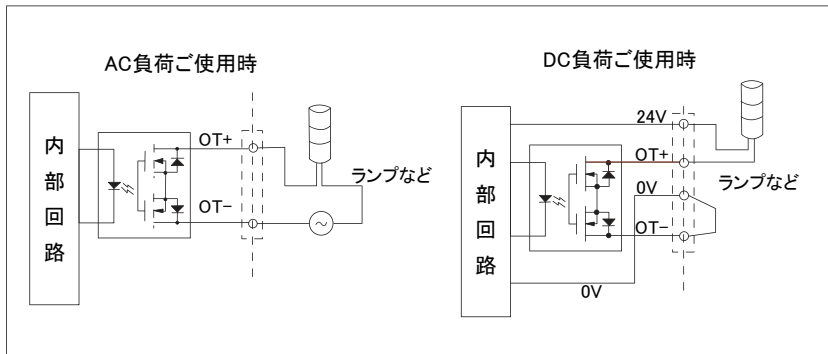 AC負荷ご使用時
内部回路
OT+
OT-
ランプなど
DC負荷ご使用時
内部回路
24V
OT+
0V
OT-
0V
ランプなど